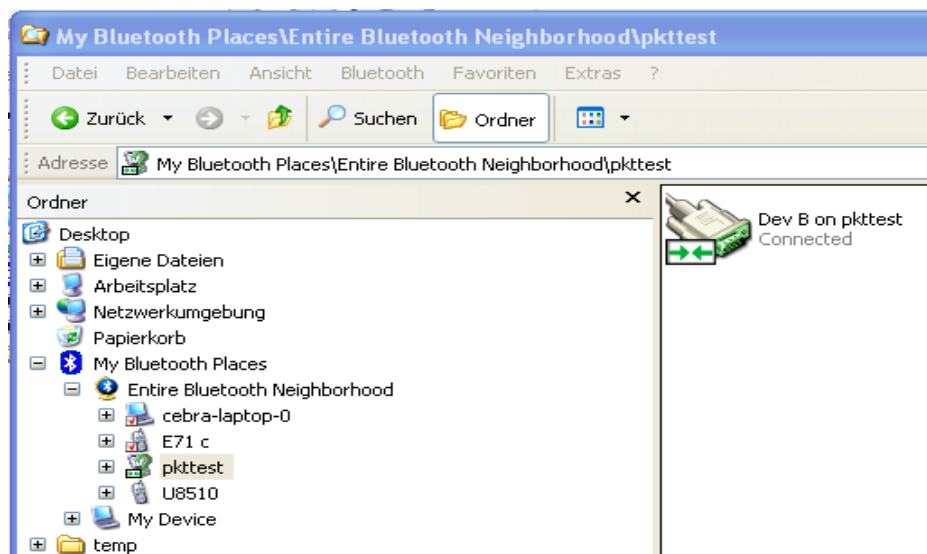 My Bluetooth Places\Entire Bluetooth Neighborhood\pkttest
Datei Bearbeiten Ansicht Bluetooth Favoriten Extras ?
Zurück Suchen Ordner
Adresse My Bluetooth Places\Entire Bluetooth Neighborhood\pkttest
Ordner
Desktop
Eigene Dateien
Arbeitsplatz
Netzwerkumgebung
Papierkorb
My Bluetooth Places
Entire Bluetooth Neighborhood
cebra-laptop-0
E71 c
pkttest
U8510
My Device
temp
Dev B on pkttest
Connected